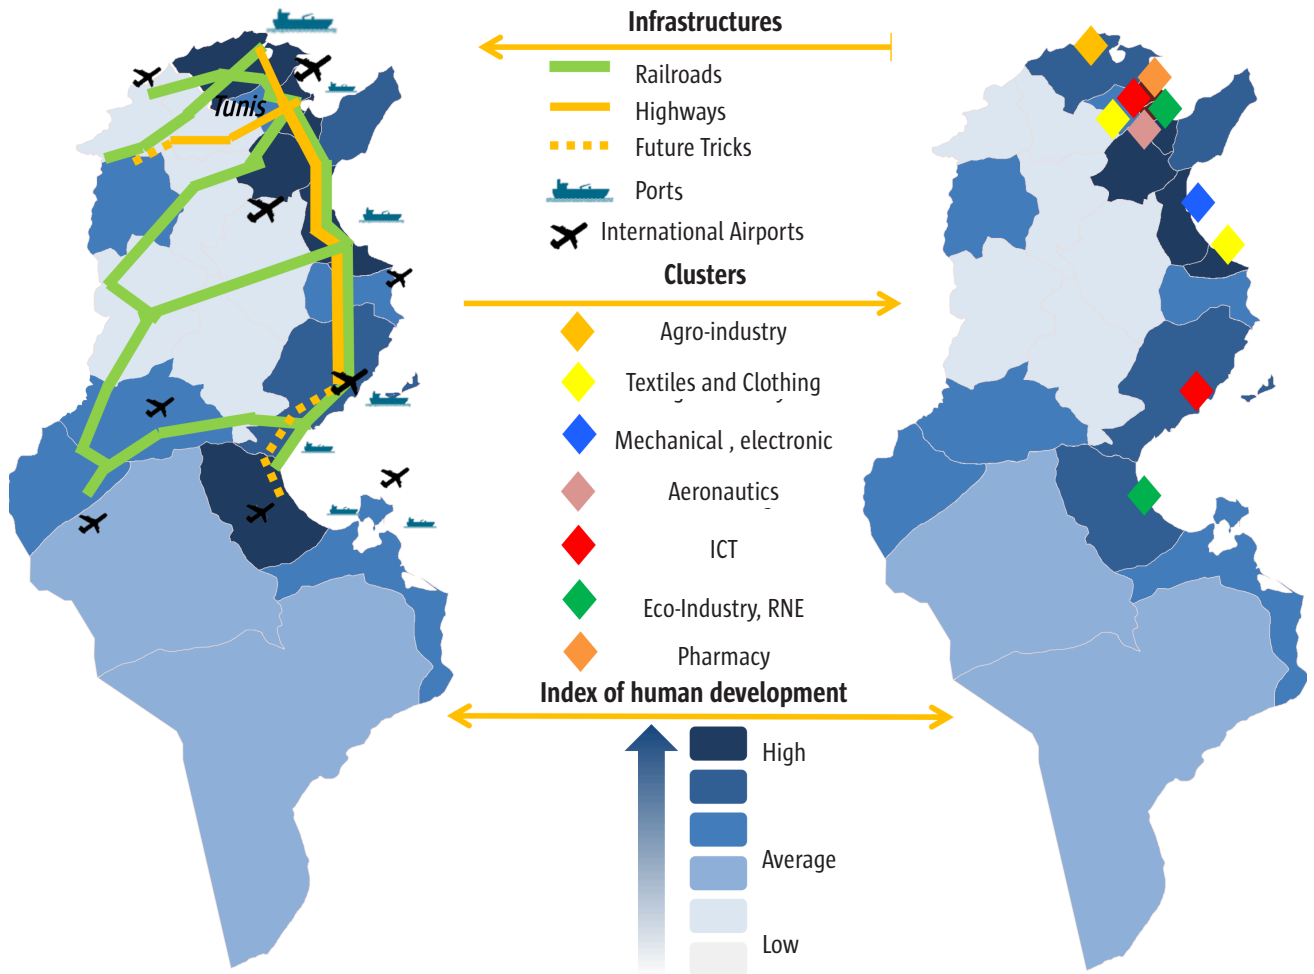 Infrastructures
Railroads
Tunis
Highways
Future Tricks
Ports
International Airports
Clusters
Agro-industry
Textiles and Clothing
Mechanical , electronic
Aeronautics
ICT
Eco-Industry, RNE
Pharmacy
Index of human development
High
Average
Low